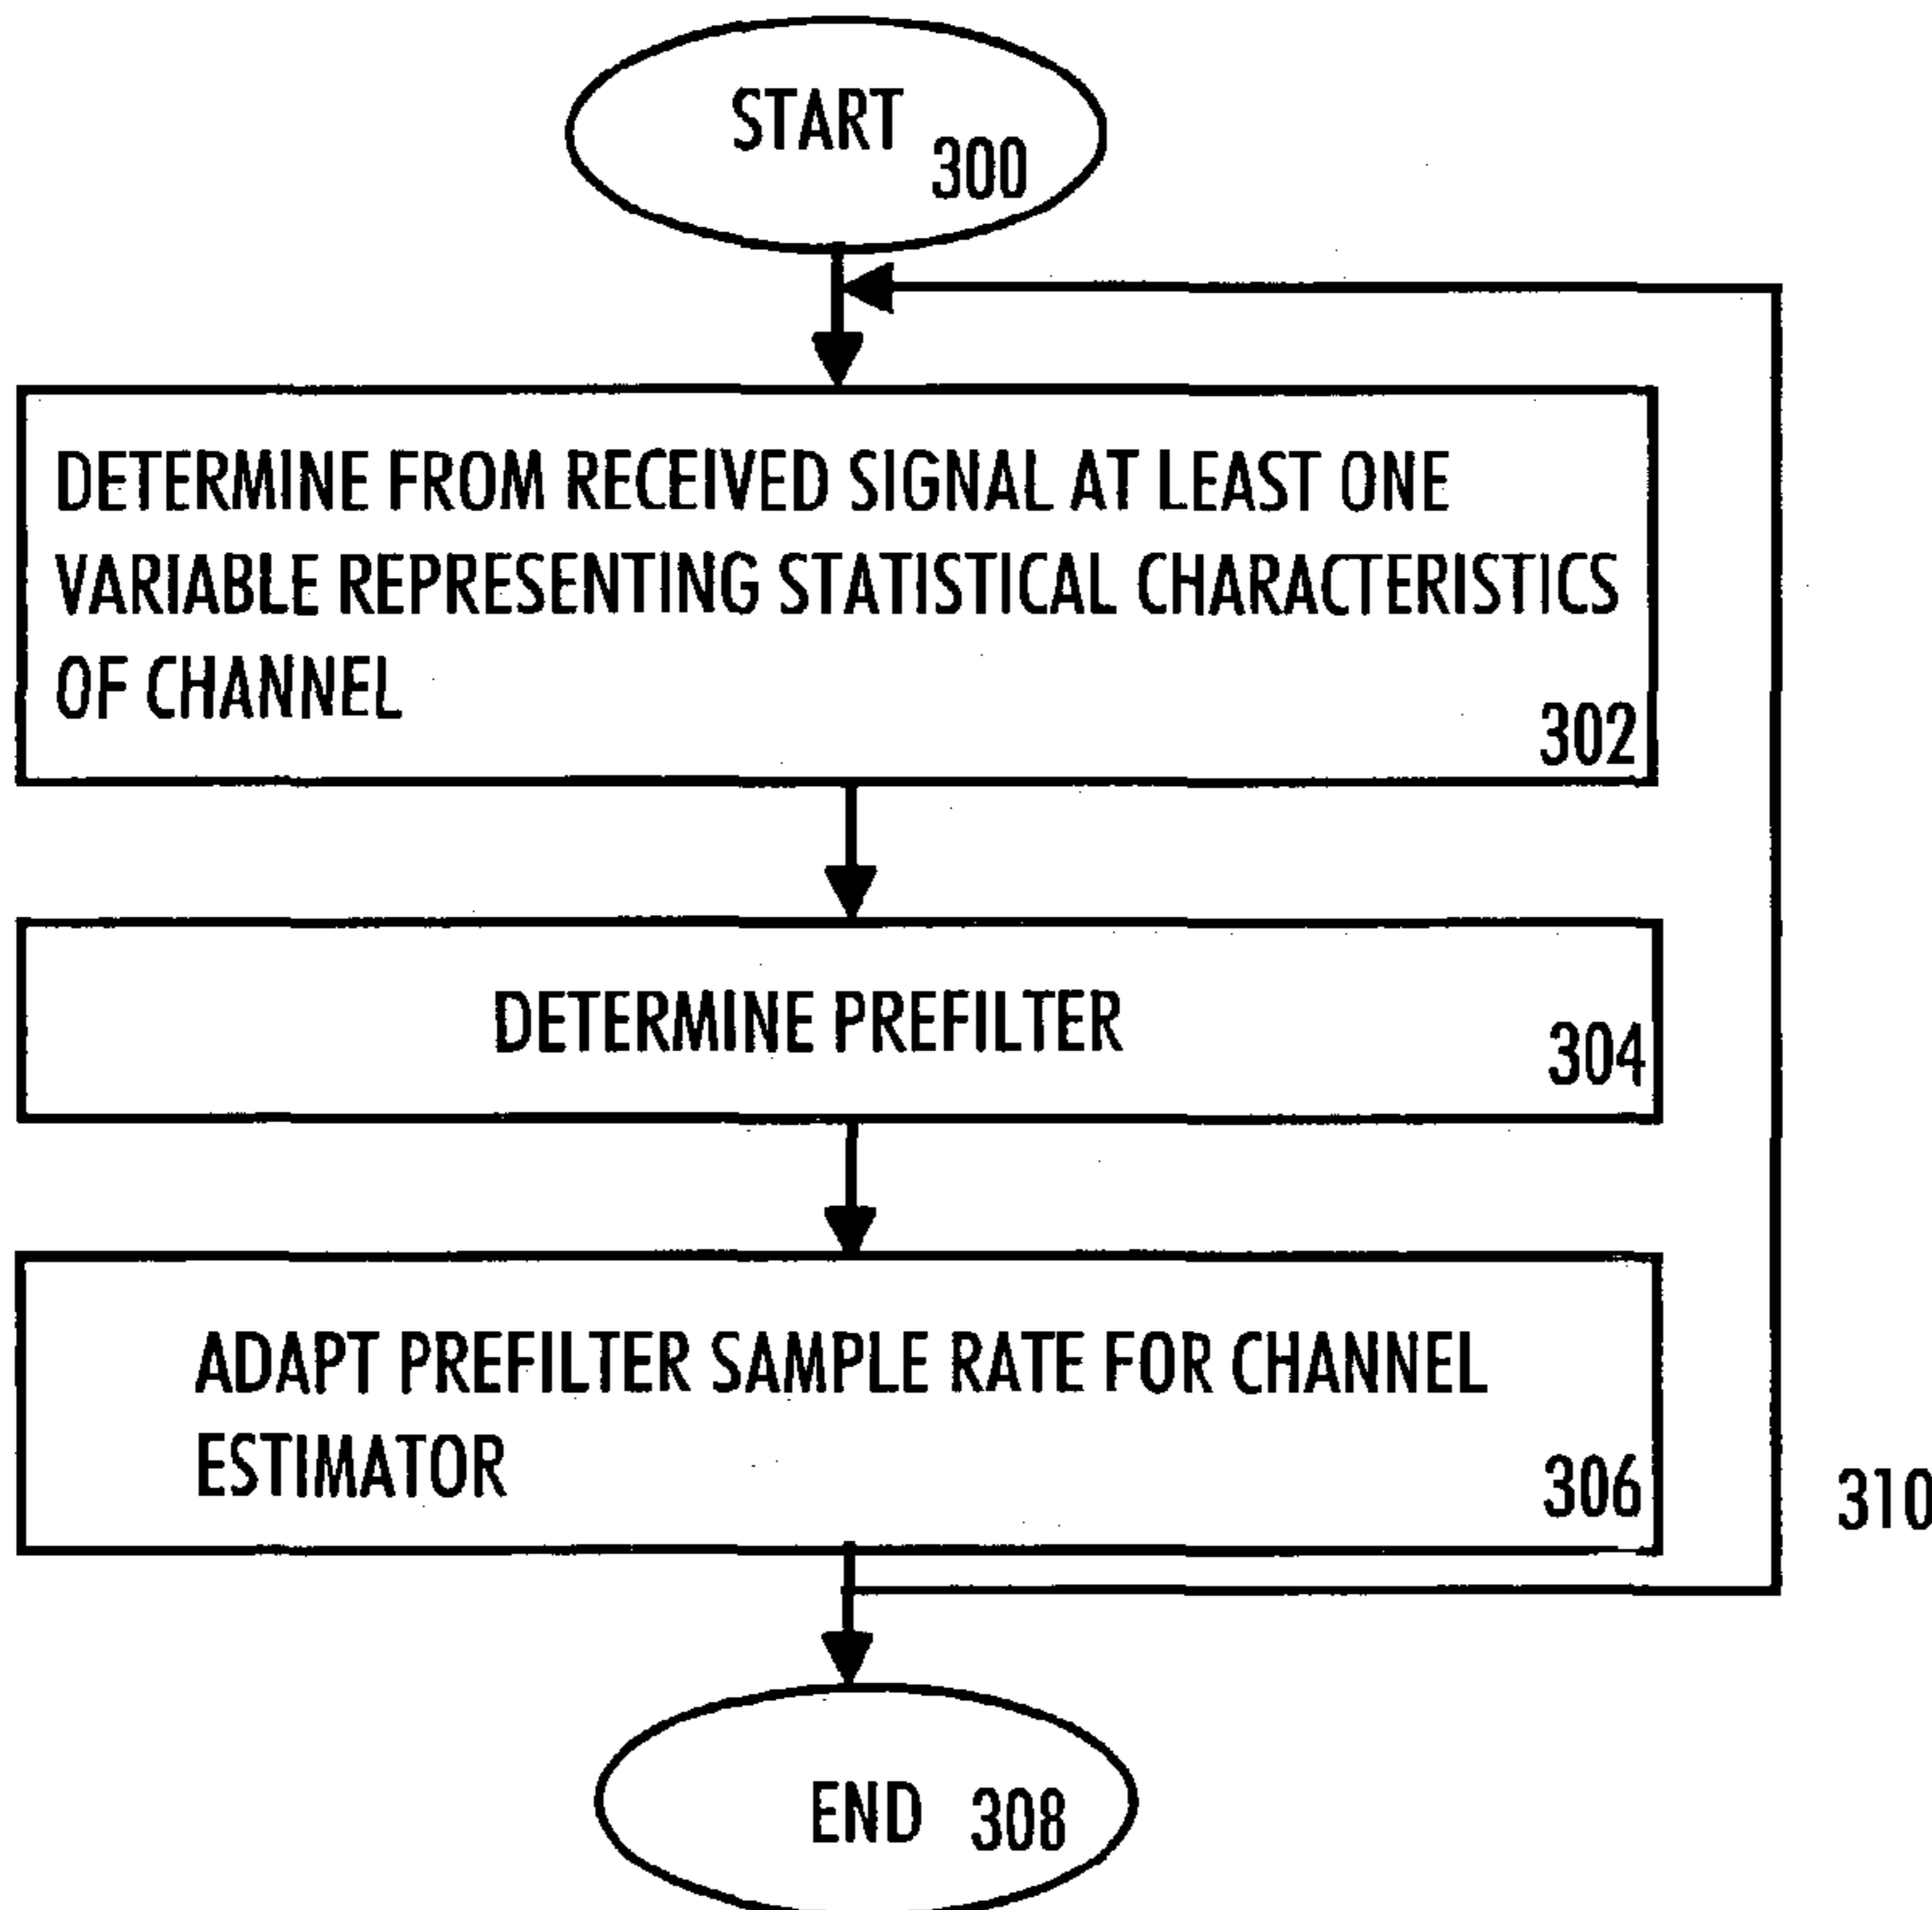 START 300
DETERMINE FROM RECEIVED SIGNAL AT LEAST ONE
VARIABLE REPRESENTING STATISTICAL CHARACTERISTICS
OF CHANNEL
302
DETERMINE PREFILTER
304
ADAPT PREFILTER SAMPLE RATE FOR CHANNEL
ESTIMATOR
306
310
END 308